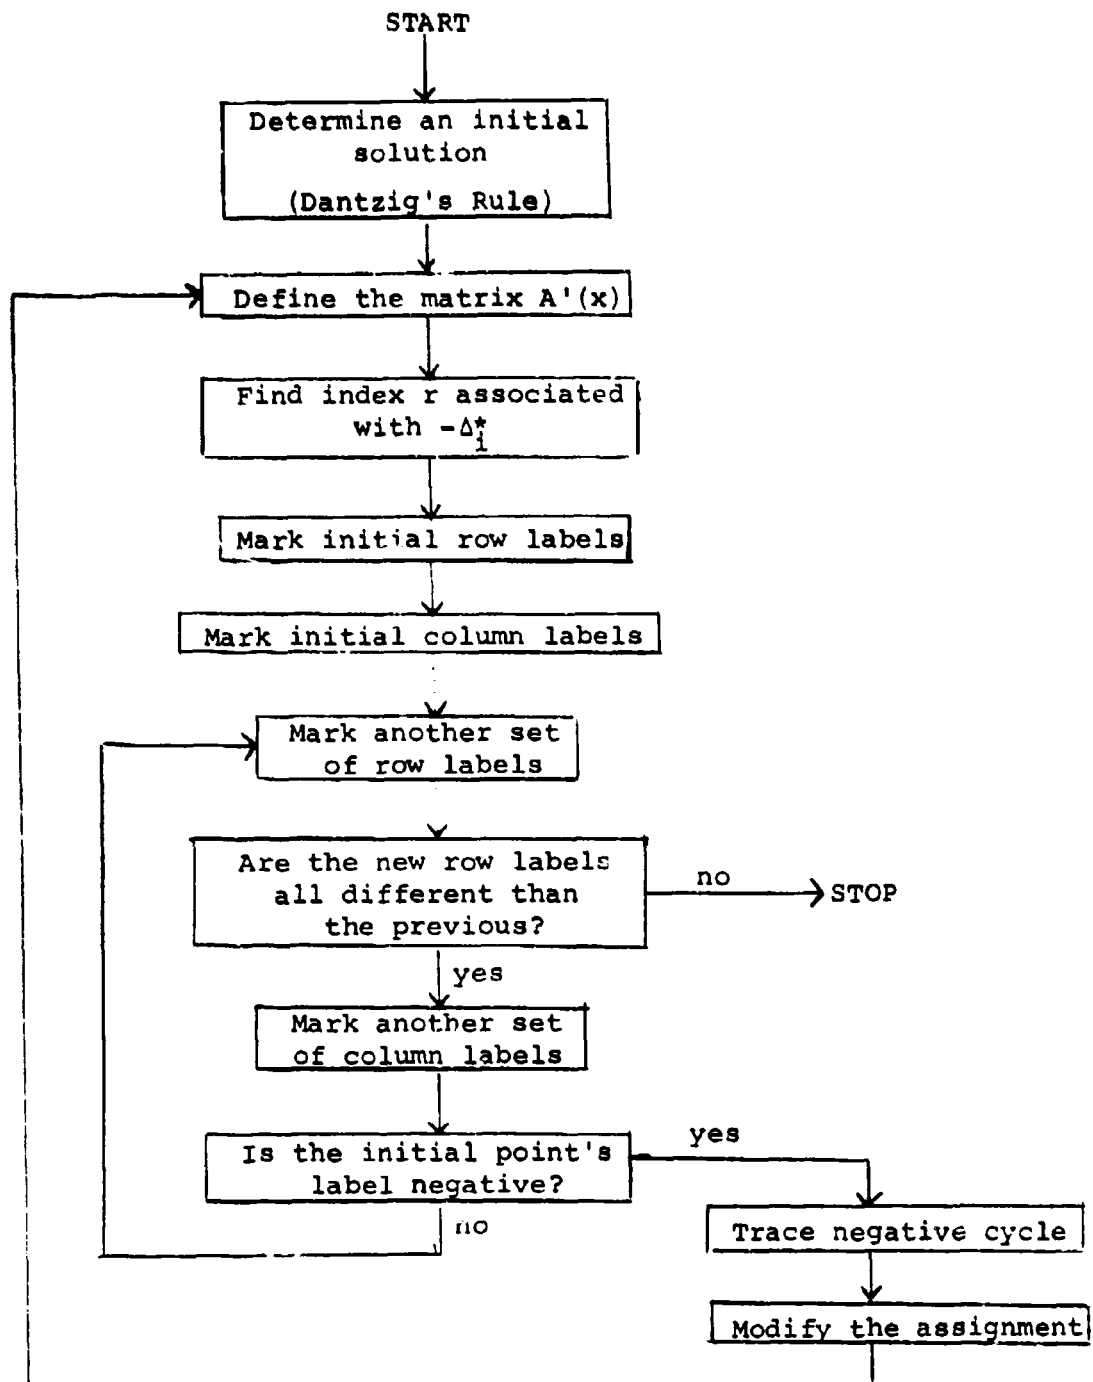 START
Determine an initial
solution
(Dantzig's Rule)
Define the matrix A'(x)
Find index r associated
with -Δ*i
Mark initial row labels
Mark initial column labels
Mark another set
of row labels
Are the new row labels
all different than
the previous?
no
STOP
yes
Mark another set
of column labels
Is the initial point's
label negative?
yes
no
Trace negative cycle
Modify the assignment